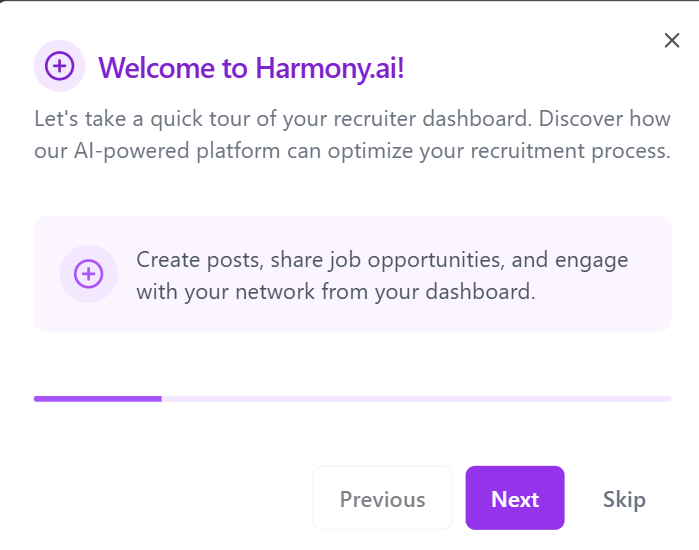 Welcome to Harmony.ai!
Let's take a quick tour of your recruiter dashboard. Discover how
our AI-powered platform can optimize your recruitment process.
Create posts, share job opportunities, and engage
with your network from your dashboard.
Previous
Next
Skip